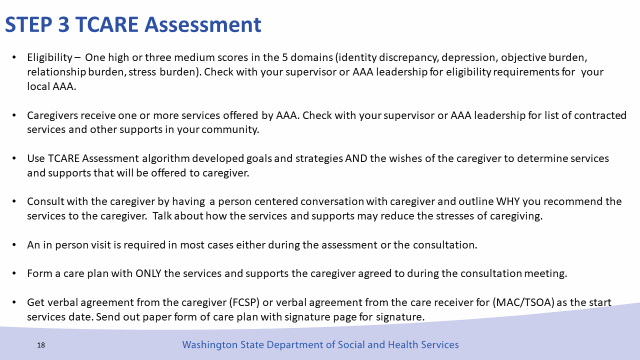 STEP 3 TCARE Assessment
• Eligibility – One high or three medium scores in the 5 domains (identity discrepancy, depression, objective burden,
relationship burden, stress burden). Check with your supervisor or AAA leadership for eligibility requirements for your
local AAA.
• Caregivers receive one or more services offered by AAA. Check with your supervisor or AAA leadership for list of contracted
services and other supports in your community.
• Use TCARE Assessment algorithm developed goals and strategies AND the wishes of the caregiver to determine services
and supports that will be offered to caregiver.
• Consult with the caregiver by having a person centered conversation with caregiver and outline WHY you recommend the
services to the caregiver. Talk about how the services and supports may reduce the stresses of caregiving.
• An in person visit is required in most cases either during the assessment or the consultation.
• Form a care plan with ONLY the services and supports the caregiver agreed to during the consultation meeting.
• Get verbal agreement from the caregiver (FCSP) or verbal agreement from the care receiver for (MAC/TSOA) as the start
services date. Send out paper form of care plan with signature page for signature.
18
Washington State Department of Social and Health Services